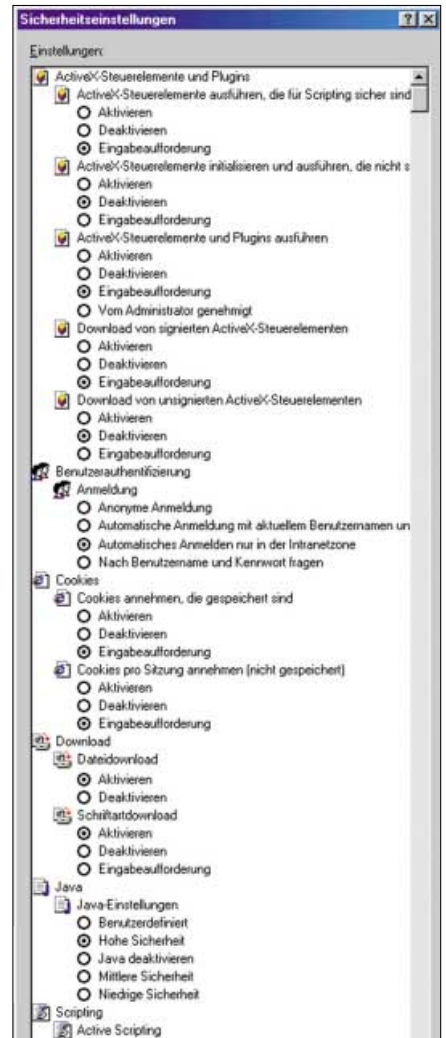 Sicherheitseinstellungen
Einstellungen:
ActiveX-Steuerelemente und Plugins
ActiveX-Steuerelemente ausführen, die für Scripting sicher sind
Aktivieren
Deaktivieren
Eingabeaufforderung
ActiveX-Steuerelemente initialisieren und ausführen, die nicht s
Aktivieren
Deaktivieren
Eingabeaufforderung
ActiveX-Steuerelemente und Plugins ausführen
Aktivieren
Deaktivieren
Eingabeaufforderung
Vom Administrator genehmigt
Download von signierten ActiveX-Steuerelementen
Aktivieren
Deaktivieren
Eingabeaufforderung
Download von unsignierten ActiveX-Steuerelementen
Aktivieren
Deaktivieren
Eingabeaufforderung
Benutzerauthentifizierung
Anmeldung
Anonyme Anmeldung
Automatische Anmeldung mit aktuellem Benutzernamen un
Automatisches Anmelden nur in der Intranetzone
Nach Benutzername und Kennwort fragen
Cookies
Cookies annehmen, die gespeichert sind
Aktivieren
Deaktivieren
Eingabeaufforderung
Cookies pro Sitzung annehmen (nicht gespeichert)
Aktivieren
Deaktivieren
Eingabeaufforderung
Download
Dateidownload
Aktivieren
Deaktivieren
Schriftartdownload
Aktivieren
Deaktivieren
Eingabeaufforderung
Java
Java-Einstellungen
Benutzerdefiniert
Hohe Sicherheit
Java deaktivieren
Mittlere Sicherheit
Niedrige Sicherheit
Scripting
Active Scripting